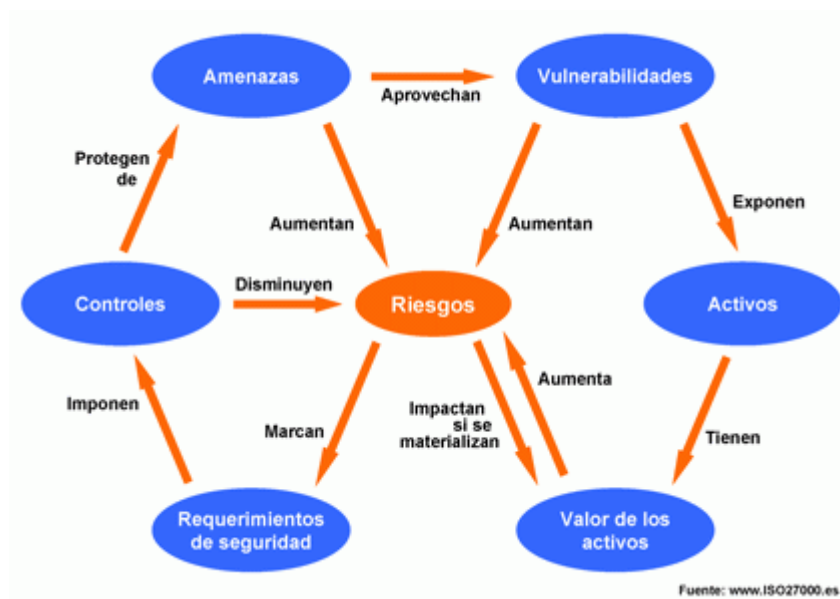 Amenazas
Aprovechan
Vulnerabilidades
Protegen
de
Aumentan
Aumentan
Exponen
Controles
Disminuyen
Riesgos
Activos
Imponen
Marcan
Impactan
si se
materializan
Aumenta
Tienen
Requerimientos
de seguridad
Valor de los
activos
Fuente: www.ISO27000.es